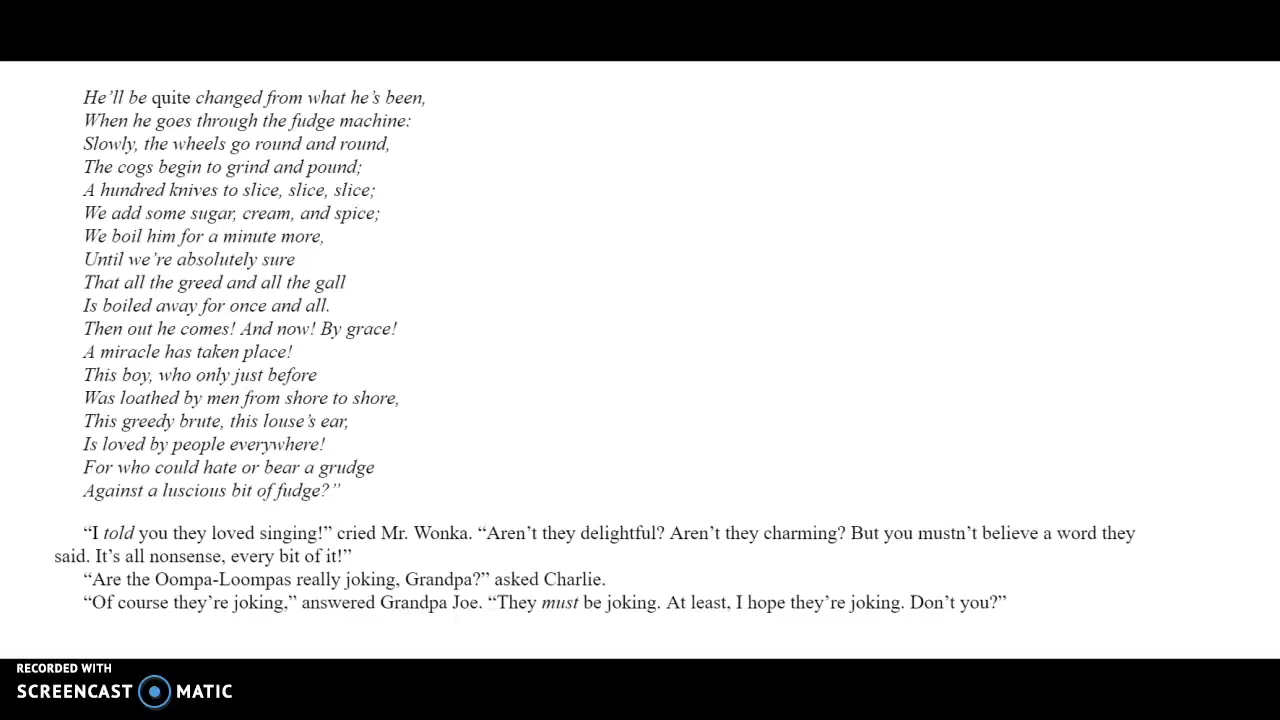 He’ll be quite changed from what he’s been,
When he goes through the fudge machine:
Slowly, the wheels go round and round,
The cogs begin to grind and pound;
A hundred knives to slice, slice, slice;
We add some sugar, cream, and spice;
We boil him for a minute more,
Until we’re absolutely sure
That all the greed and all the gall
Is boiled away for once and all.
Then out he comes! And now! By grace!
A miracle has taken place!
This boy, who only just before
Was loathed by men from shore to shore,
This greedy brute, this louse’s ear,
Is loved by people everywhere!
For who could hate or bear a grudge
Against a luscious bit of fudge?”
“I told you they loved singing!” cried Mr. Wonka. “Aren’t they delightful? Aren’t they charming? But you mustn’t believe a word they
said. It’s all nonsense, every bit of it!”
“Are the Oompa-Loompas really joking, Grandpa?” asked Charlie.
“Of course they’re joking,” answered Grandpa Joe. “They must be joking. At least, I hope they’re joking. Don’t you?”
RECORDED WITH
SCREENCAST MATIC